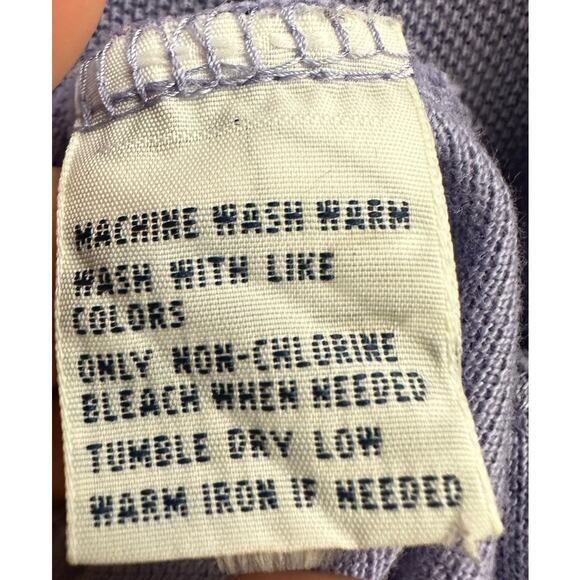 MACHINE WASH WARM
WASH WITH LIKE
COLORS
ONLY NON-CHLORINE
BLEACH WHEN NEEDED
TUMBLE DRY LOW
WARM IRON IF NEEDED